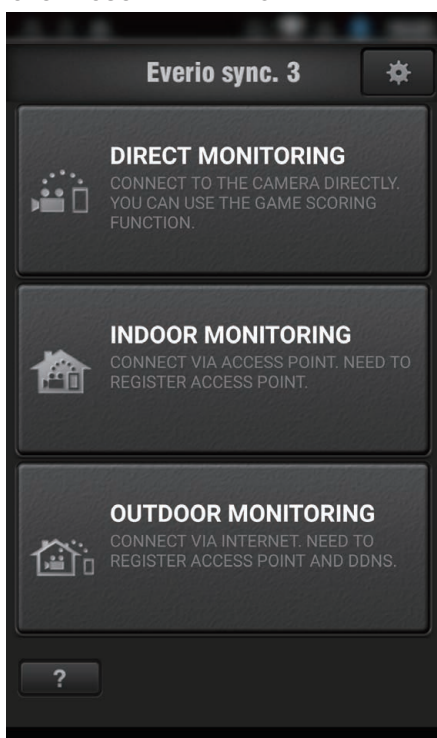 Everio sync. 3
DIRECT MONITORING
CONNECT TO THE CAMERA DIRECTLY.
YOU CAN USE THE GAME SCORING
FUNCTION.
INDOOR MONITORING
CONNECT VIA ACCESS POINT. NEED TO
REGISTER ACCESS POINT.
OUTDOOR MONITORING
CONNECT VIA INTERNET. NEED TO
REGISTER ACCESS POINT AND DDNS.
?